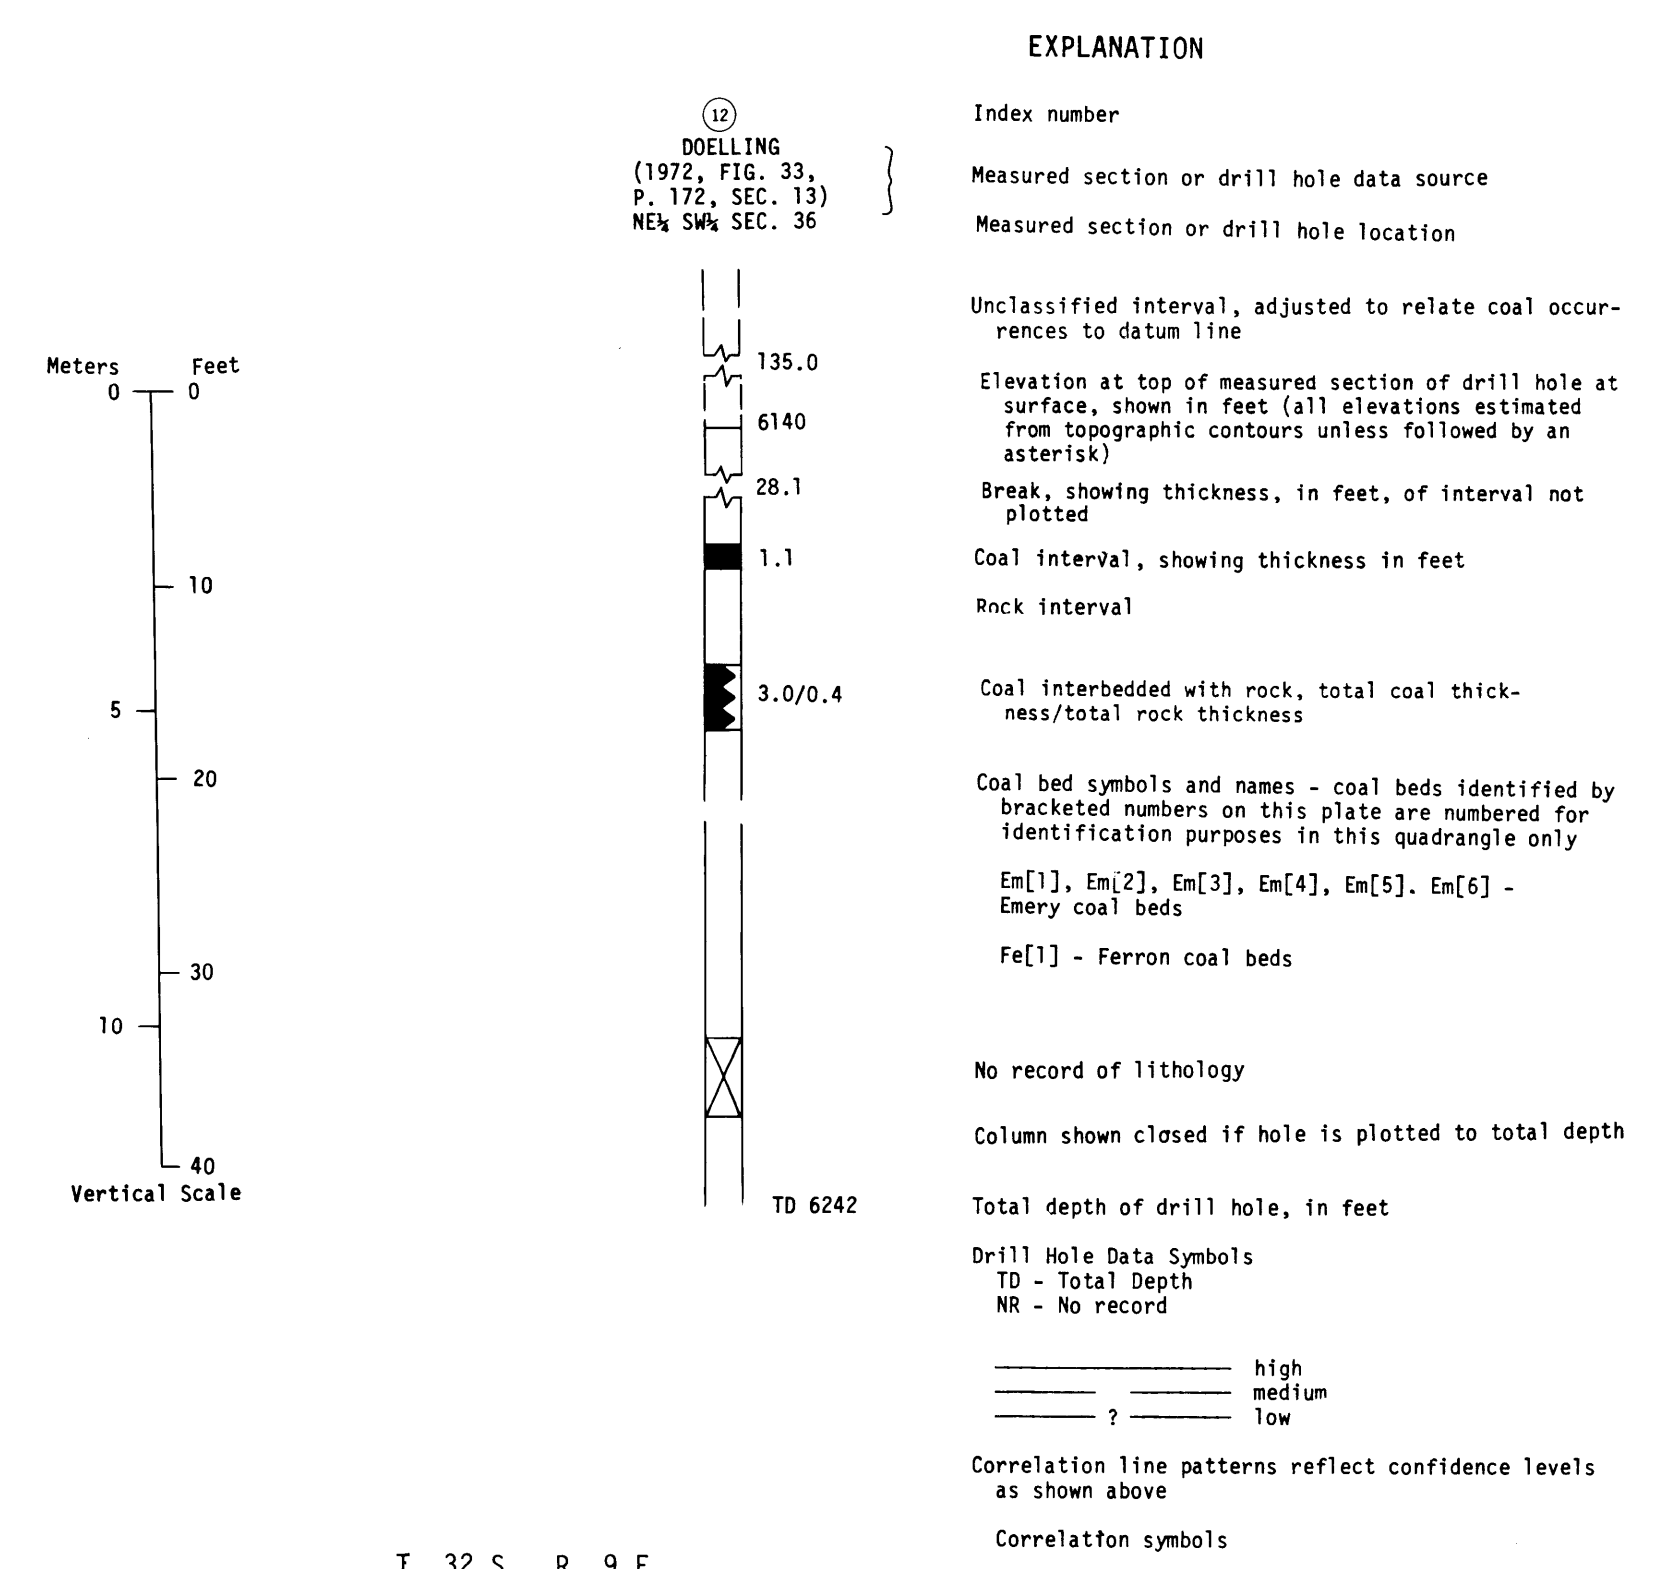 EXPLANATION
12
DOELLING
(1972, FIG. 33,
P. 172, SEC. 13)
NE¼ SW¼ SEC. 36
Index number
Measured section or drill hole data source
Measured section or drill hole location
Unclassified interval, adjusted to relate coal occur-
rences to datum line
135.0
Elevation at top of measured section of drill hole at
surface, shown in feet (all elevations estimated
from topographic contours unless followed by an
asterisk)
6140
Break, showing thickness, in feet, of interval not
plotted
28.1
Coal interval, showing thickness in feet
1.1
Rock interval
Coal interbedded with rock, total coal thick-
ness/total rock thickness
3.0/0.4
Coal bed symbols and names - coal beds identified by
bracketed numbers on this plate are numbered for
identification purposes in this quadrangle only
Em[1], Em[2], Em[3], Em[4], Em[5]. Em[6] -
Emery coal beds
Fe[1] - Ferron coal beds
No record of lithology
Column shown closed if hole is plotted to total depth
TD 6242
Total depth of drill hole, in feet
Drill Hole Data Symbols
TD - Total Depth
NR - No record
high
medium
? low
Correlation line patterns reflect confidence levels
as shown above
Correlation symbols
Meters Feet
0 0
10
5
20
30
10
40
Vertical Scale
T 32 S R 9 E